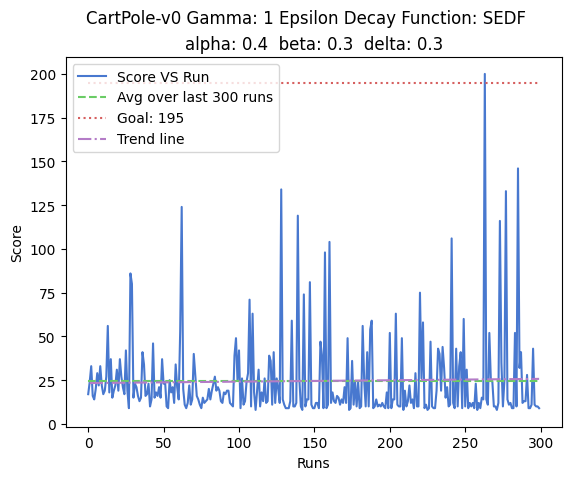 CartPole-v0 Gamma: 1 Epsilon Decay Function: SEDF
alpha: 0.4  beta: 0.3  delta: 0.3
Score VS Run
Avg over last 300 runs
Goal: 195
Trend line
Score
200
175
150
125
100
75
50
25
0
0
50
100
150
200
250
300
Runs